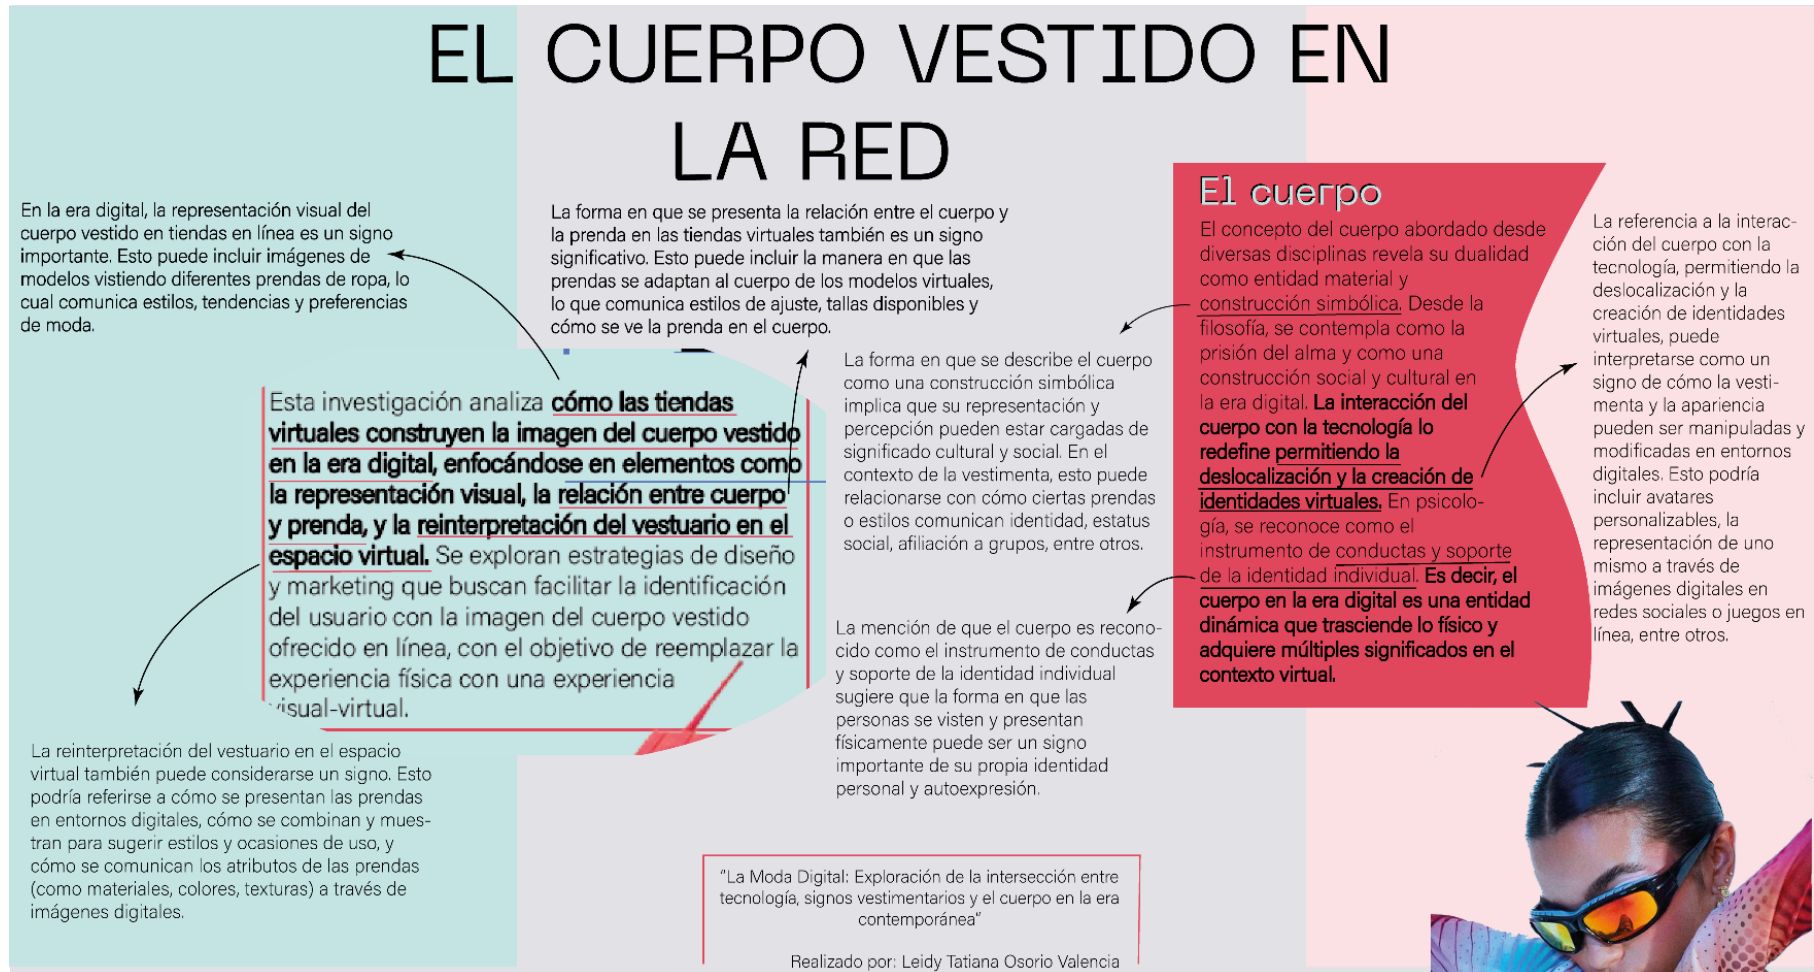 EL CUERPO VESTIDO EN
LA RED
En la era digital, la representación visual del
cuerpo vestido en tiendas en línea es un signo
importante. Esto puede incluir imágenes de
modelos vistiendo diferentes prendas de ropa, lo
cual comunica estilos, tendencias y preferencias
de moda.
La forma en que se presenta la relación entre el cuerpo y
la prenda en las tiendas virtuales también es un signo
significativo. Esto puede incluir la manera en que las
prendas se adaptan al cuerpo de los modelos virtuales,
lo que comunica estilos de ajuste, tallas disponibles y
cómo se ve la prenda en el cuerpo.
Esta investigación analiza cómo las tiendas
virtuales construyen la imagen del cuerpo vestido
en la era digital, enfocándose en elementos como
la representación visual, la relación entre cuerpo
y prenda, y la reinterpretación del vestuario en el
espacio virtual. Se exploran estrategias de diseño
y marketing que buscan facilitar la identificación
del usuario con la imagen del cuerpo vestido
ofrecido en línea, con el objetivo de reemplazar la
experiencia física con una experiencia
visual-virtual.
La reinterpretación del vestuario en el espacio
virtual también puede considerarse un signo. Esto
podría referirse a cómo se presentan las prendas
en entornos digitales, cómo se combinan y mues-
tran para sugerir estilos y ocasiones de uso, y
cómo se comunican los atributos de las prendas
(como materiales, colores, texturas) a través de
imágenes digitales.
La forma en que se describe el cuerpo
como una construcción simbólica
implica que su representación y
percepción pueden estar cargadas de
significado cultural y social. En el
contexto de la vestimenta, esto puede
relacionarse con cómo ciertas prendas
o estilos comunican identidad, estatus
social, afiliación a grupos, entre otros.
La mención de que el cuerpo es recono-
cido como el instrumento de conductas
y soporte de la identidad individual
sugiere que la forma en que las
personas se visten y presentan
físicamente puede ser un signo
importante de su propia identidad
personal y autoexpresión.
El cuerpo
El concepto del cuerpo abordado desde
diversas disciplinas revela su dualidad
como entidad material y
construcción simbólica. Desde la
filosofía, se contempla como la
prisión del alma y como una
construcción social y cultural en
la era digital. La interacción del
cuerpo con la tecnología lo
redefine permitiendo la
deslocalización y la creación de
identidades virtuales. En psicolo-
gía, se reconoce como el
instrumento de conductas y soporte
de la identidad individual. Es decir, el
cuerpo en la era digital es una entidad
dinámica que trasciende lo físico y
adquiere múltiples significados en el
contexto virtual.
La referencia a la interac-
ción del cuerpo con la
tecnología, permitiendo la
deslocalización y la
creación de identidades
virtuales, puede
interpretarse como un
signo de cómo la vesti-
menta y la apariencia
pueden ser manipuladas y
modificadas en entornos
digitales. Esto podría
incluir avatares
personalizables, la
representación de uno
mismo a través de
imágenes digitales en
redes sociales o juegos en
línea, entre otros.
"La Moda Digital: Exploración de la intersección entre
tecnología, signos vestimentarios y el cuerpo en la era
contemporánea"
Realizado por: Leidy Tatiana Osorio Valencia